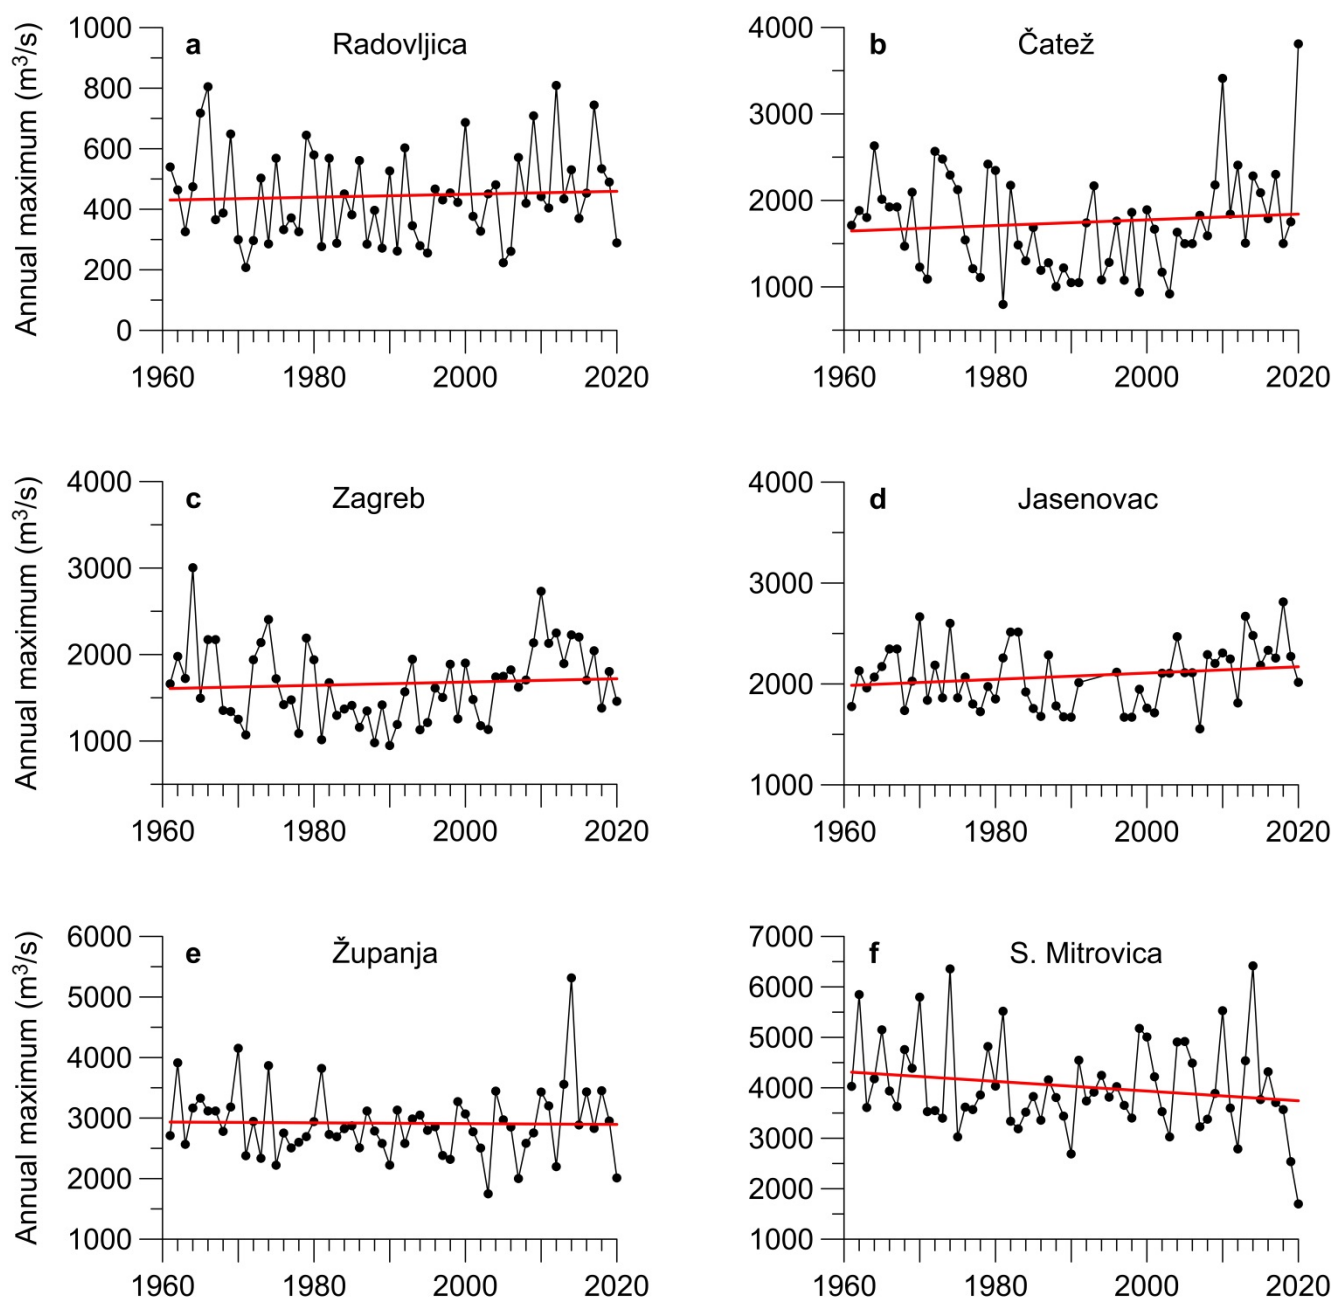 a Radovljica
Annual maximum (m³/s)
1000
800
600
400
200
0
1960 1980 2000 2020
b Čatež
4000
3000
2000
1000
1960 1980 2000 2020
c Zagreb
Annual maximum (m³/s)
4000
3000
2000
1000
1960 1980 2000 2020
d Jasenovac
4000
3000
2000
1000
1960 1980 2000 2020
e Županja
Annual maximum (m³/s)
6000
5000
4000
3000
2000
1000
1960 1980 2000 2020
f S. Mitrovica
7000
6000
5000
4000
3000
2000
1000
1960 1980 2000 2020